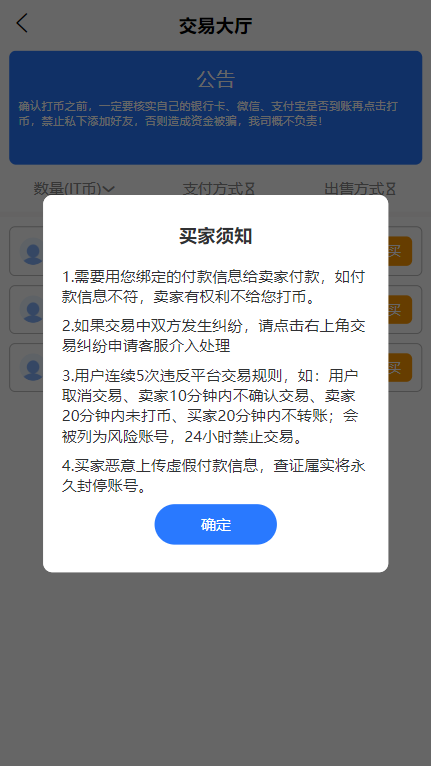 交易大厅
公告
确认打币之前，一定要核实自己的银行卡、微信、支付宝是否到账再点击打
币，禁止私下添加好友，否则造成资金被骗，我司概不负责！
数量(IT币) 支付方式 出售方式
买家须知
1.需要用您绑定的付款信息给卖家付款，如付
款信息不符，卖家有权利不给您打币。
2.如果交易中双方发生纠纷，请点击右上角交
易纠纷申请客服介入处理
3.用户连续5次违反平台交易规则，如：用户
取消交易、卖家10分钟内不确认交易、卖家
20分钟内未打币、买家20分钟内不转账；会
被列为风险账号，24小时禁止交易。
4.买家恶意上传虚假付款信息，查证属实将永
久封停账号。
确定
买
买
买